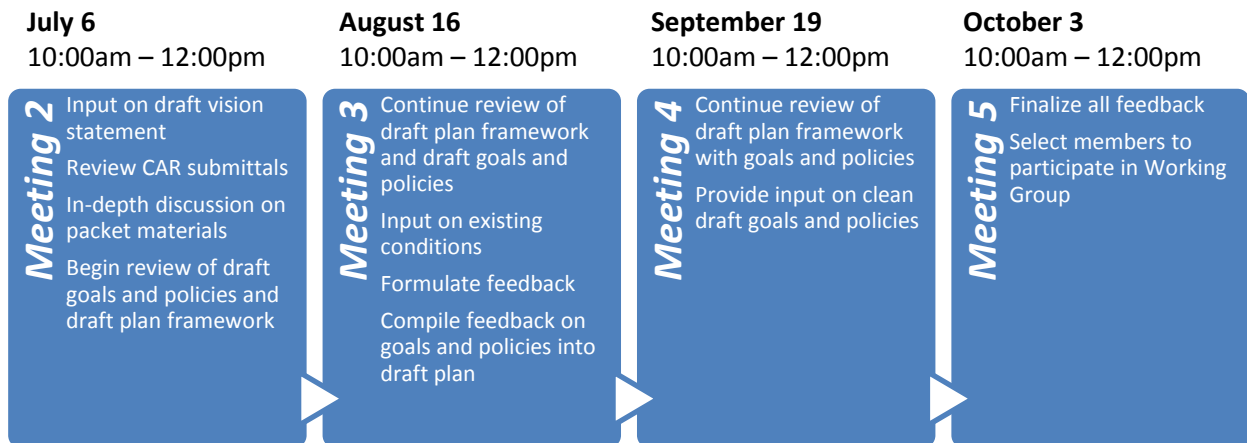 July 6
10:00am – 12:00pm
Meeting 2
Input on draft vision
statement
Review CAR submittals
In-depth discussion on
packet materials
Begin review of draft
goals and policies and
draft plan framework
August 16
10:00am – 12:00pm
Meeting 3
Continue review of
draft plan framework
and draft goals and
policies
Input on existing
conditions
Formulate feedback
Compile feedback on
goals and policies into
draft plan
September 19
10:00am – 12:00pm
Meeting 4
Continue review of
draft plan framework
with goals and policies
Provide input on clean
draft goals and policies
October 3
10:00am – 12:00pm
Meeting 5
Finalize all feedback
Select members to
participate in Working
Group